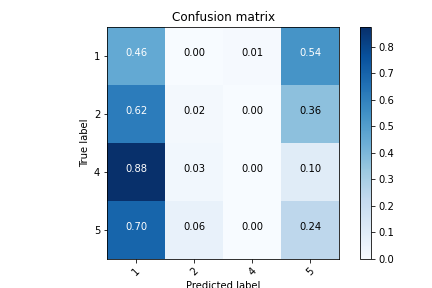 Confusion matrix
1 0.46 0.00 0.01 0.54
2 0.62 0.02 0.00 0.36
4 0.88 0.03 0.00 0.10
5 0.70 0.06 0.00 0.24
1 2 4 5
True label
Predicted label
0.8
0.7
0.6
0.5
0.4
0.3
0.2
0.1
0.0